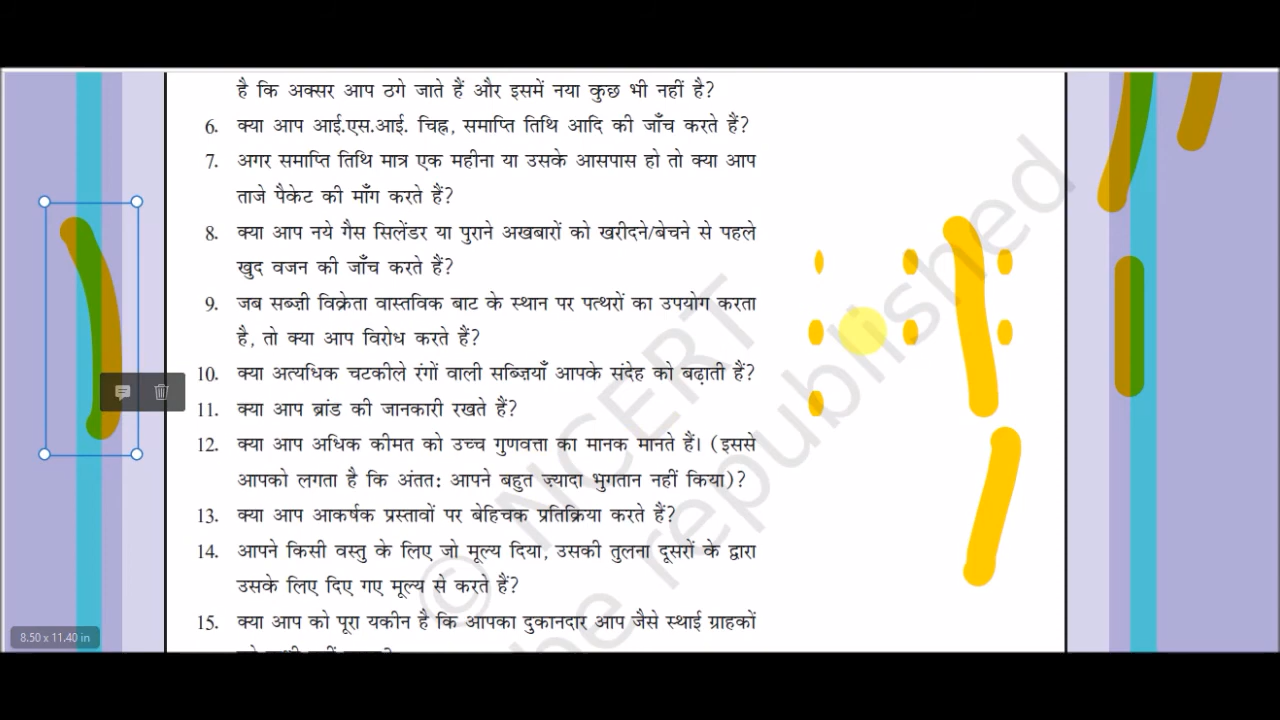 है कि अक्सर आप ठगे जाते हैं और इसमें नया कुछ भी नहीं है?
6. क्या आप आई.एस.आई. चिह्न, समाप्ति तिथि आदि की जाँच करते हैं?
7. अगर समाप्ति तिथि मात्र एक महीना या उसके आसपास हो तो क्या आप
ताजे पैकेट की माँग करते हैं?
8. क्या आप नये गैस सिलेंडर या पुराने अखबारों को खरीदने/बेचने से पहले
खुद वजन की जाँच करते हैं?
9. जब सब्ज़ी विक्रेता वास्तविक बाट के स्थान पर पत्थरों का उपयोग करता
है, तो क्या आप विरोध करते हैं?
10. क्या अत्यधिक चटकीले रंगों वाली सब्ज़ियाँ आपके संदेह को बढ़ाती हैं?
11. क्या आप ब्रांड की जानकारी रखते हैं?
12. क्या आप अधिक कीमत को उच्च गुणवत्ता का मानक मानते हैं। (इससे
आपको लगता है कि अंतत: आपने बहुत ज़्यादा भुगतान नहीं किया)?
13. क्या आप आकर्षक प्रस्तावों पर बेहिचक प्रतिक्रिया करते हैं?
14. आपने किसी वस्तु के लिए जो मूल्य दिया, उसकी तुलना दूसरों के द्वारा
उसके लिए दिए गए मूल्य से करते हैं?
15. क्या आप को पूरा यकीन है कि आपका दुकानदार आप जैसे स्थाई ग्राहकों
© NCERT
be republished
8.50 x 11.40 in